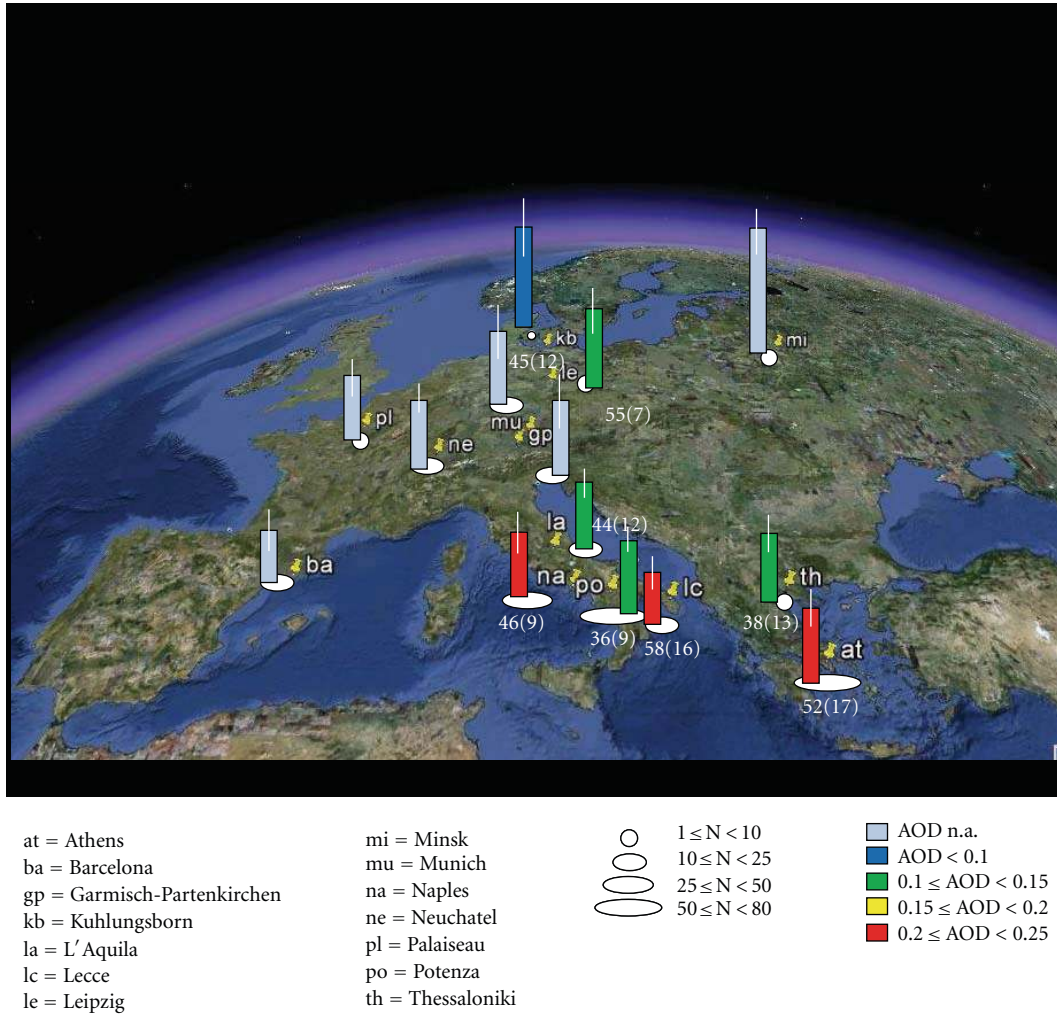 kb
mi
45(12)
le
pl
mu
55(7)
gp
ne
la
44(12)
ba
na
po
lc
th
46(9)
36(9)
58(16)
38(13)
at
52(17)
at = Athens
ba = Barcelona
gp = Garmisch-Partenkirchen
kb = Kuhlungsborn
la = L′Aquila
lc = Lecce
le = Leipzig
mi = Minsk
mu = Munich
na = Naples
ne = Neuchatel
pl = Palaiseau
po = Potenza
th = Thessaloniki
1 ≤ N < 10
10 ≤ N < 25
25 ≤ N < 50
50 ≤ N < 80
AOD n.a.
AOD < 0.1
0.1 ≤ AOD < 0.15
0.15 ≤ AOD < 0.2
0.2 ≤ AOD < 0.25